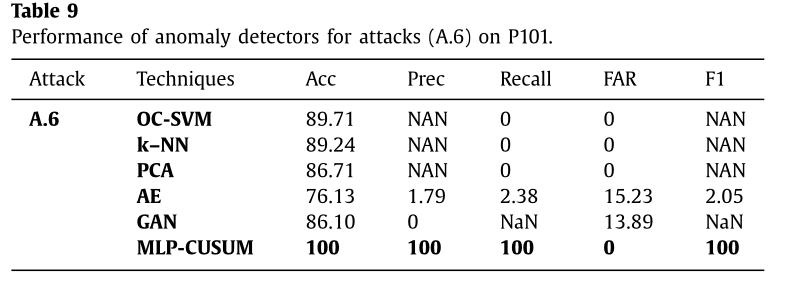 Table 9
Performance of anomaly detectors for attacks (A.6) on P101.
Attack Techniques Acc Prec Recall FAR F1
A.6 OC-SVM 89.71 NAN 0 0 NAN
k–NN 89.24 NAN 0 0 NAN
PCA 86.71 NAN 0 0 NAN
AE 76.13 1.79 2.38 15.23 2.05
GAN 86.10 0 NaN 13.89 NaN
MLP-CUSUM 100 100 100 0 100